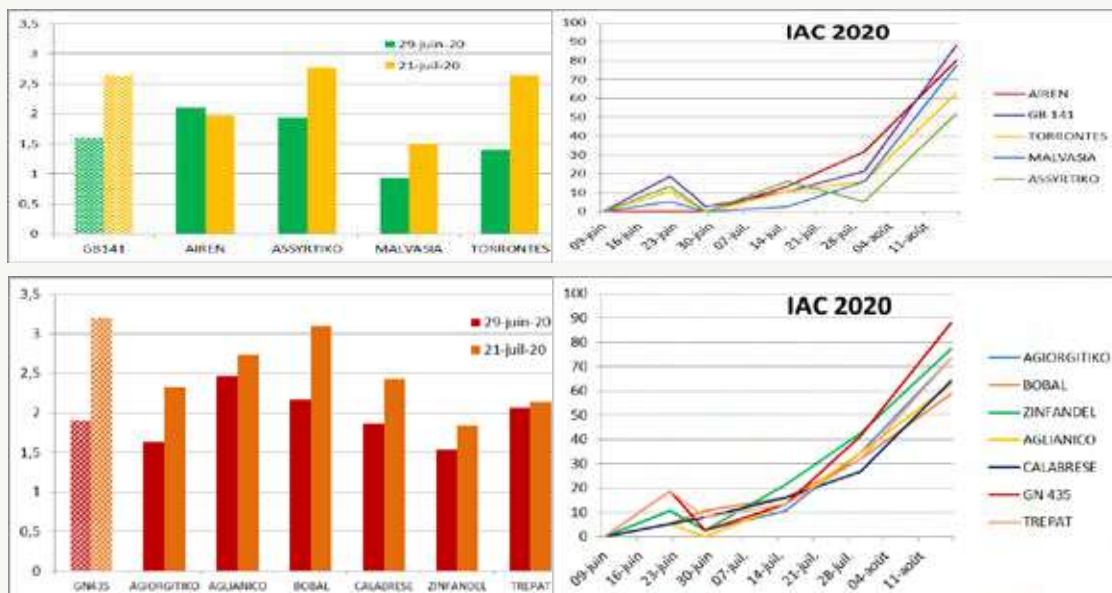 3,5
3
2,5
2
1,5
1
0,5
0
29-juin-20
21-juil-20
GB141 AIREN ASSYRTIKO MALVASIA TORRONTES
IAC 2020
100
90
80
70
60
50
40
30
20
10
0
09-juin 16-juin 23-juin 30-juin 07-juil. 14-juil. 21-juil. 28-juil. 04-août 11-août
AIREN
GB 141
TORRONTES
MALVASIA
ASSYRTIKO
3,5
3
2,5
2
1,5
1
0,5
0
29-juin-20
21-juil-20
GN435 AGIORGITIKO AGLIANICO BOBAL CALABRESE ZINFANDEL TREPAT
IAC 2020
100
90
80
70
60
50
40
30
20
10
0
09-juin 16-juin 23-juin 30-juin 07-juil. 14-juil. 21-juil. 28-juil. 04-août 11-août
AGIORGITIKO
BOBAL
ZINFANDEL
AGLIANICO
CALABRESE
GN 435
TREPAT